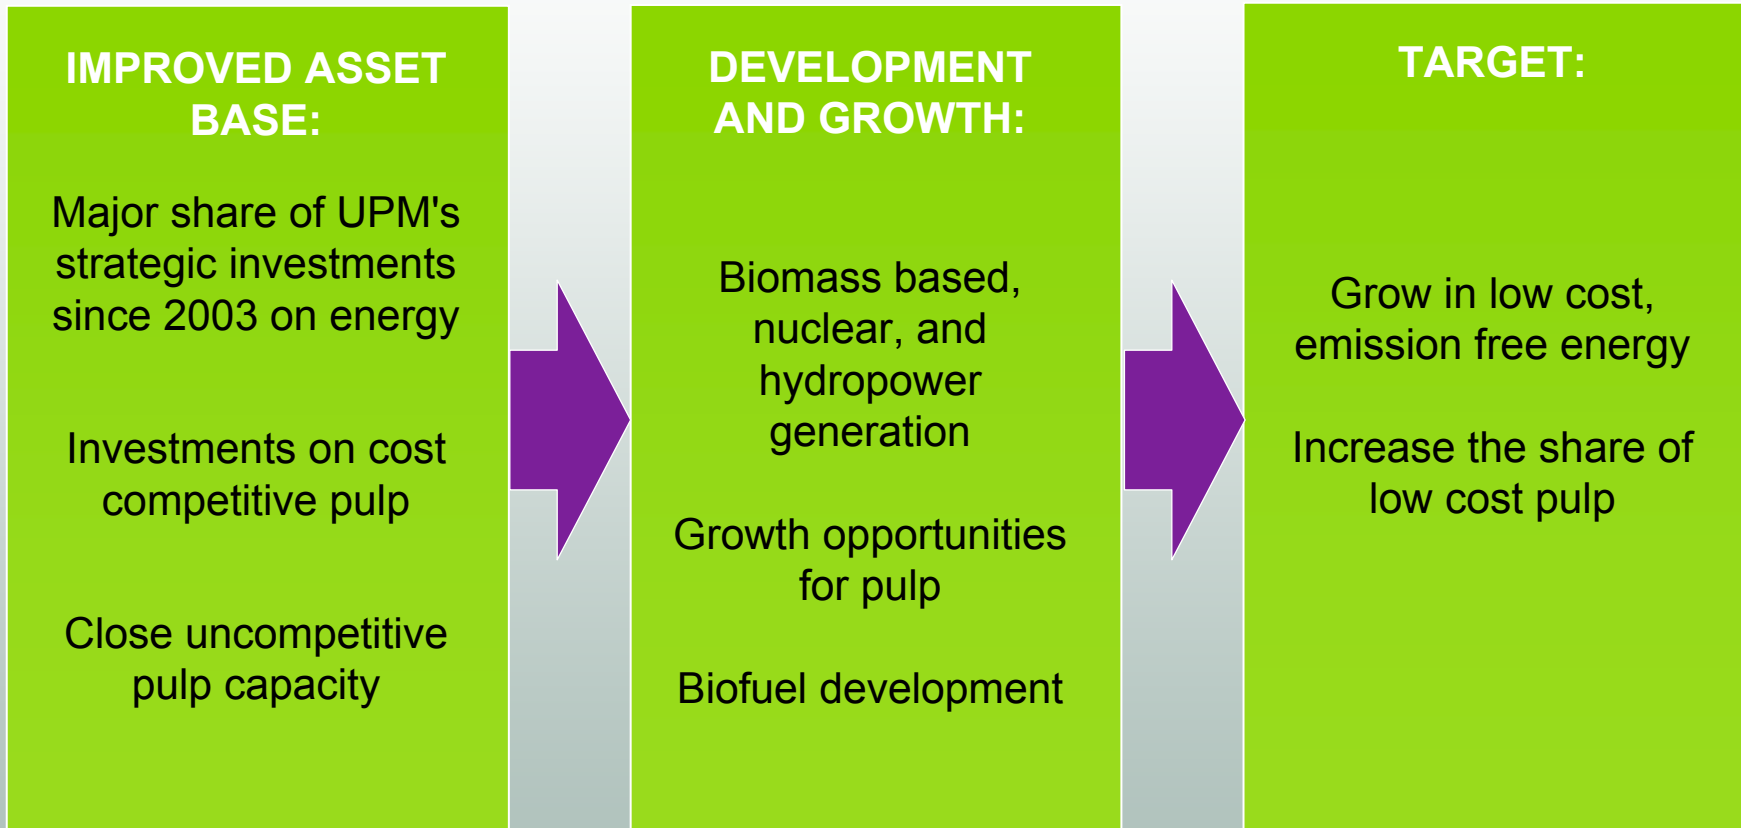 IMPROVED ASSET
BASE:
Major share of UPM's
strategic investments
since 2003 on energy
Investments on cost
competitive pulp
Close uncompetitive
pulp capacity
DEVELOPMENT
AND GROWTH:
Biomass based,
nuclear, and
hydropower
generation
Growth opportunities
for pulp
Biofuel development
TARGET:
Grow in low cost,
emission free energy
Increase the share of
low cost pulp